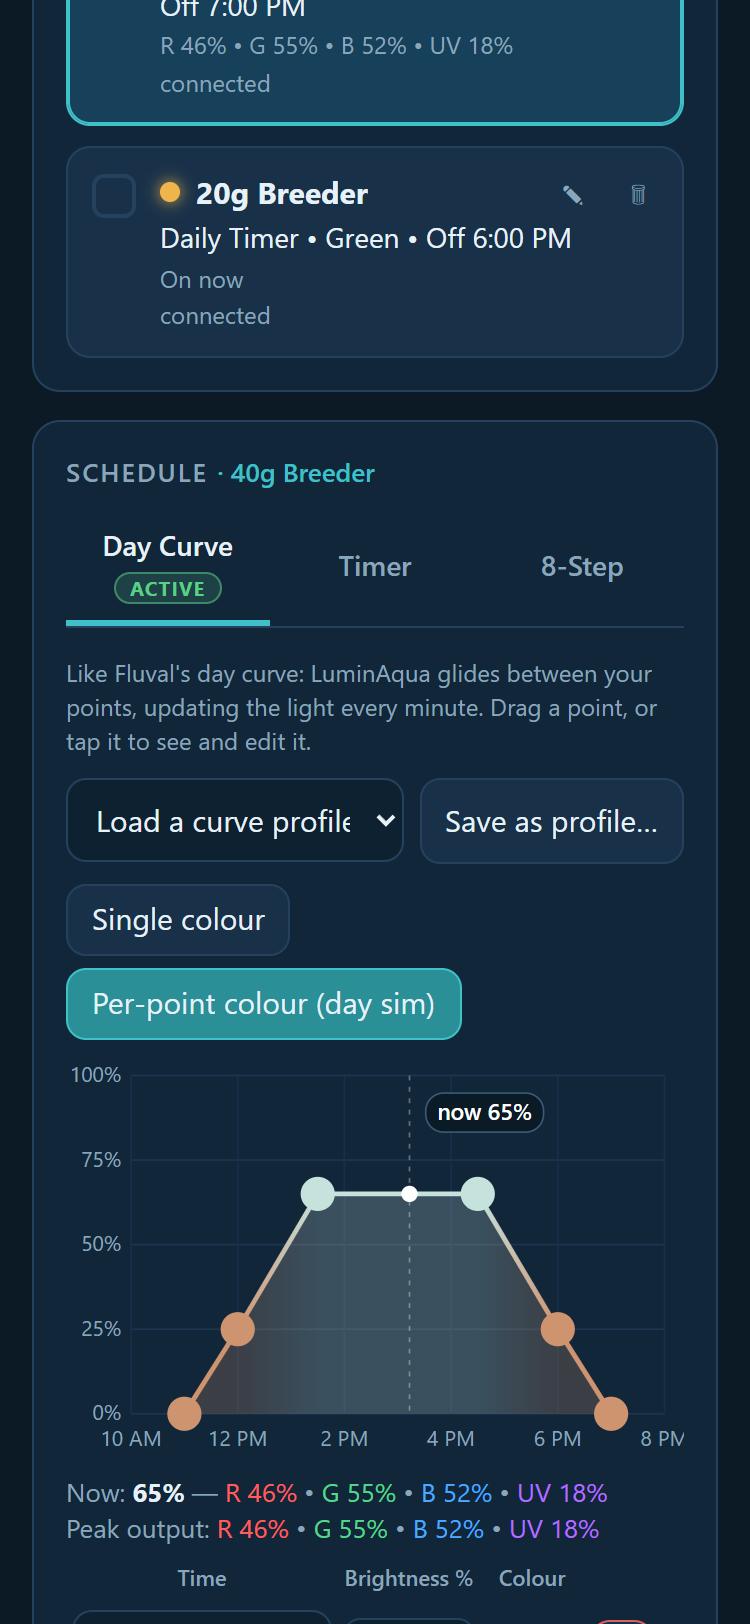 Off 7:00 PM
R 46% • G 55% • B 52% • UV 18%
connected
20g Breeder
Daily Timer • Green • Off 6:00 PM
On now
connected
SCHEDULE · 40g Breeder
Day Curve
ACTIVE
Timer
8-Step
Like Fluval's day curve: LuminAqua glides between your
points, updating the light every minute. Drag a point, or
tap it to see and edit it.
Load a curve profile
Save as profile...
Single colour
Per-point colour (day sim)
100%
now 65%
75%
50%
25%
0%
10 AM 12 PM 2 PM 4 PM 6 PM 8 PM
Now: 65% — R 46% • G 55% • B 52% • UV 18%
Peak output: R 46% • G 55% • B 52% • UV 18%
Time Brightness % Colour